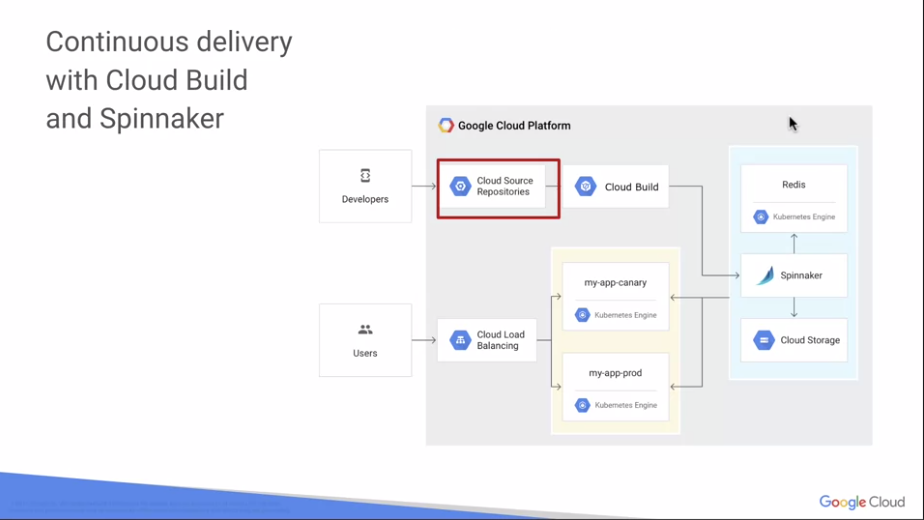 Continuous delivery
with Cloud Build
and Spinnaker
Google Cloud Platform
Developers
Cloud Source
Repositories
Cloud Build
Redis
Kubernetes Engine
Spinnaker
Cloud Storage
my-app-canary
Kubernetes Engine
Users
Cloud Load
Balancing
my-app-prod
Kubernetes Engine
Google Cloud